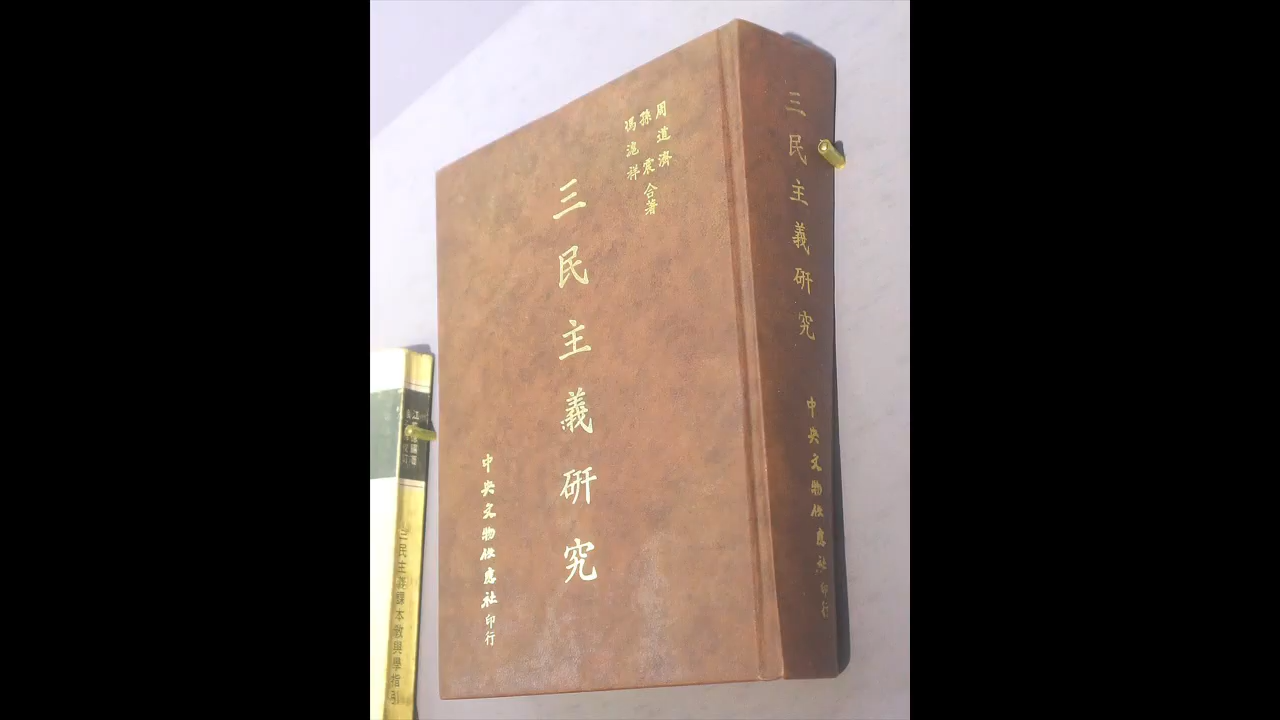 周道濟
孫震合著
馮滬祥
三民主義研究
中央文物供應社印行
三民主義研究
中央文物供應社印行
三民主義課本教與學指引